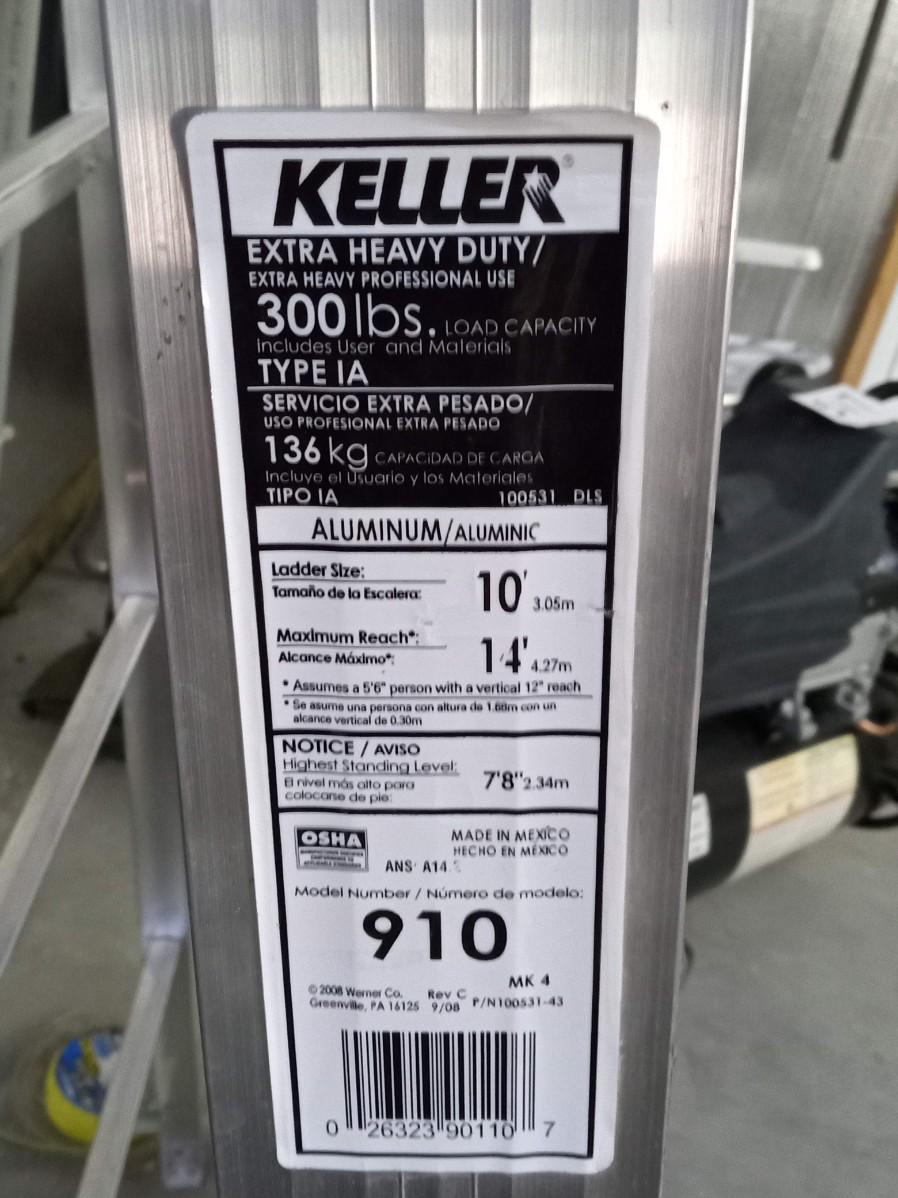 KELLER®
EXTRA HEAVY DUTY/
EXTRA HEAVY PROFESSIONAL USE
300 lbs. LOAD CAPACITY
Includes User and Materials
TYPE IA
SERVICIO EXTRA PESADO/
USO PROFESIONAL EXTRA PESADO
136 kg CAPACIDAD DE CARGA
Incluye el Usuario y los Materiales
TIPO IA 100531 DLS
ALUMINUM/ALUMINIC
Ladder Size:
Tamaño de la Escalera:
10' 3.05m
Maximum Reach*:
Alcance Máximo*:
14' 4.27m
* Assumes a 5'6" person with a vertical 12" reach
* Se asume una persona con altura de 1.68m con un
alcance vertical de 0.30m
NOTICE / AVISO
Highest Standing Level:
El nivel más alto para
colocarse de pie:
7'8" 2.34m
OSHA
MADE IN MEXICO
HECHO EN MÉXICO
ANS A14.
Model Number / Número de modelo:
910
MK 4
© 2008 Werner Co. Rev C
Greenville, PA 16125 9/08 P/N100531-43
0 26323 90110 7